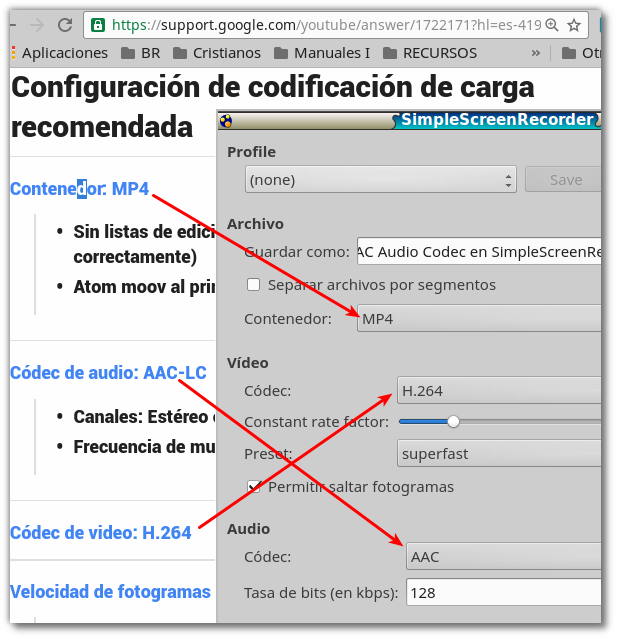 https://support.google.com/youtube/answer/1722171?hl=es-419
Aplicaciones BR Cristianos Manuales I RECURSOS » Otr
Configuración de codificación de carga
recomendada
Contenedor: MP4
Sin listas de edici
correctamente)
Atom moov al prin
Códec de audio: AAC-LC
Canales: Estéreo
Frecuencia de mu
Códec de video: H.264
Velocidad de fotogramas
SimpleScreenRecorder
Profile
(none)
Save
Archivo
Guardar como: AC Audio Codec en SimpleScreenRe
Separar archivos por segmentos
Contenedor: MP4
Vídeo
Códec: H.264
Constant rate factor:
Preset: superfast
Permitir saltar fotogramas
Audio
Códec: AAC
Tasa de bits (en kbps): 128